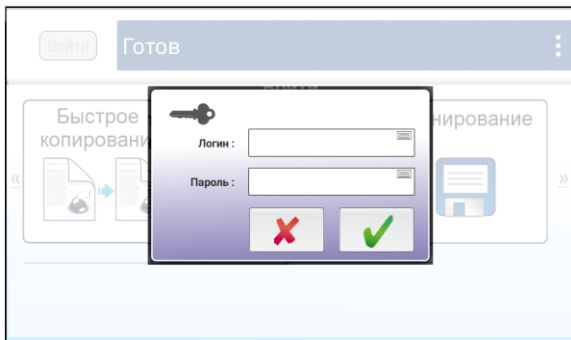 Войти
Готов
Быстрое
копировани
нирование
Логин :
Пароль :